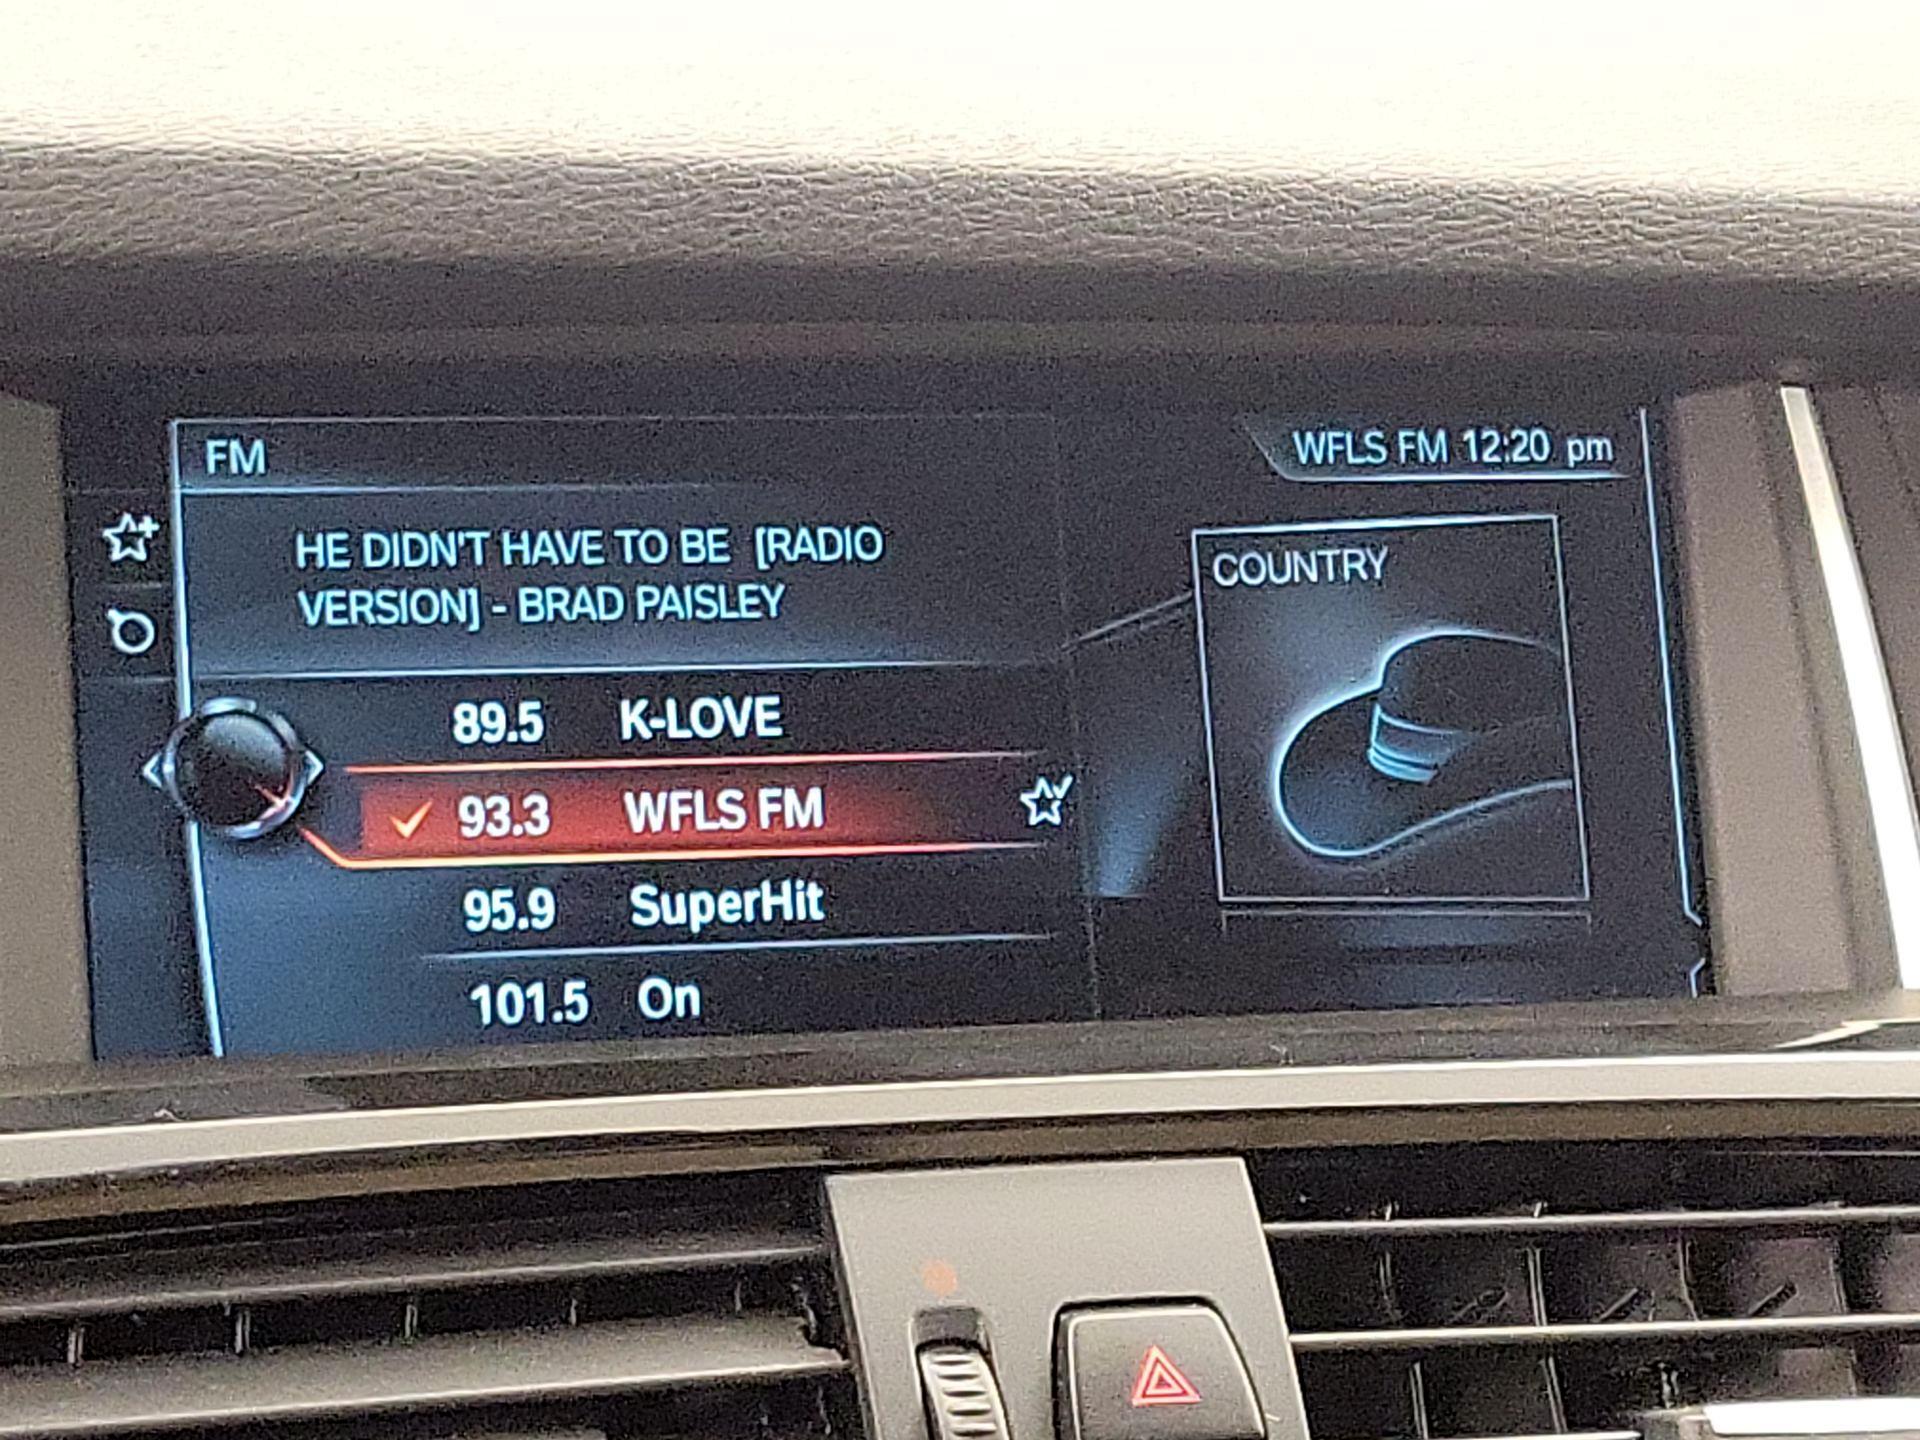 FM
WFLS FM 12:20 pm
HE DIDN'T HAVE TO BE [RADIO
VERSION] - BRAD PAISLEY
COUNTRY
89.5 K-LOVE
93.3 WFLS FM
95.9 SuperHit
101.5 On